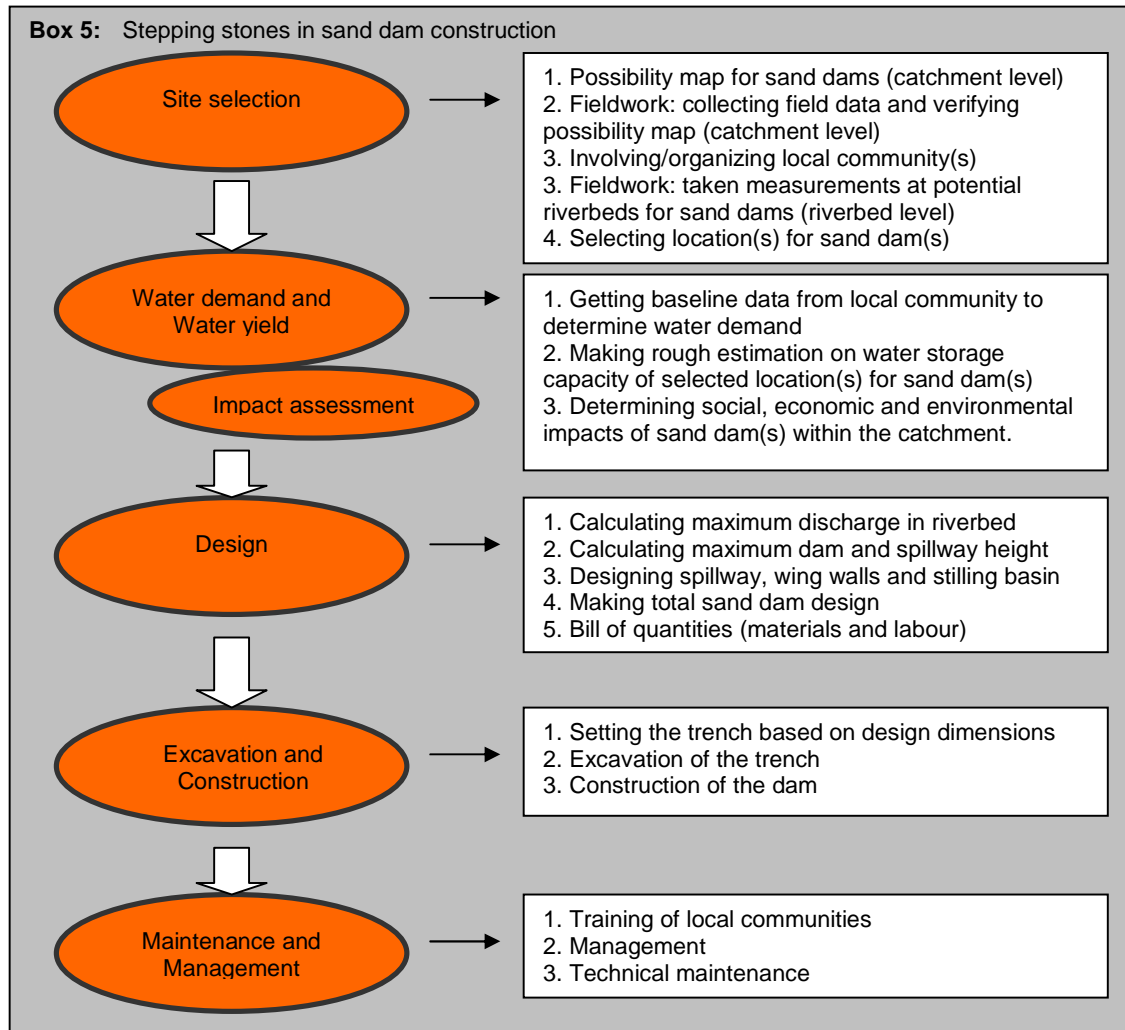 Box 5: Stepping stones in sand dam construction
Site selection
1. Possibility map for sand dams (catchment level)
2. Fieldwork: collecting field data and verifying
possibility map (catchment level)
3. Involving/organizing local community(s)
3. Fieldwork: taken measurements at potential
riverbeds for sand dams (riverbed level)
4. Selecting location(s) for sand dam(s)
Water demand and
Water yield
Impact assessment
1. Getting baseline data from local community to
determine water demand
2. Making rough estimation on water storage
capacity of selected location(s) for sand dam(s)
3. Determining social, economic and environmental
impacts of sand dam(s) within the catchment.
Design
1. Calculating maximum discharge in riverbed
2. Calculating maximum dam and spillway height
3. Designing spillway, wing walls and stilling basin
4. Making total sand dam design
5. Bill of quantities (materials and labour)
Excavation and
Construction
1. Setting the trench based on design dimensions
2. Excavation of the trench
3. Construction of the dam
Maintenance and
Management
1. Training of local communities
2. Management
3. Technical maintenance